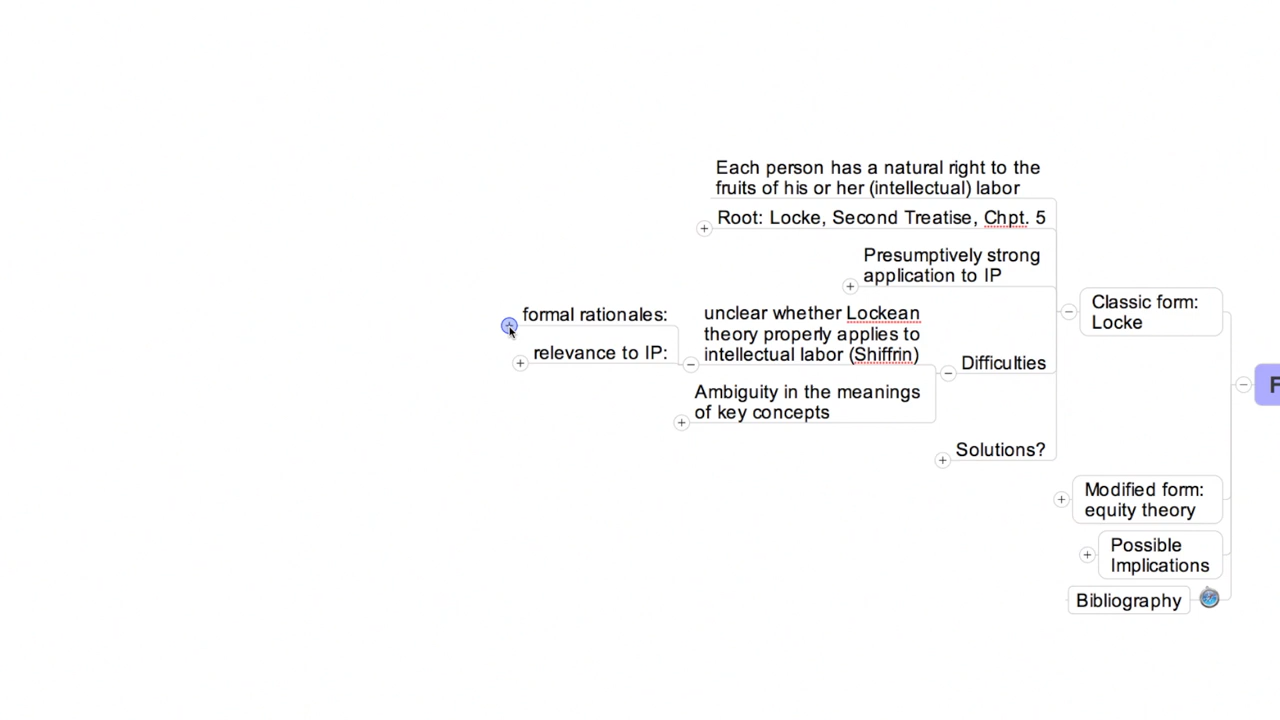 Each person has a natural right to the
fruits of his or her (intellectual) labor
Root: Locke, Second Treatise, Chpt. 5
Presumptively strong
application to IP
Classic form:
Locke
formal rationales:
relevance to IP:
unclear whether Lockean
theory properly applies to
intellectual labor (Shiffrin)
Difficulties
Ambiguity in the meanings
of key concepts
Solutions?
F
Modified form:
equity theory
Possible
Implications
Bibliography